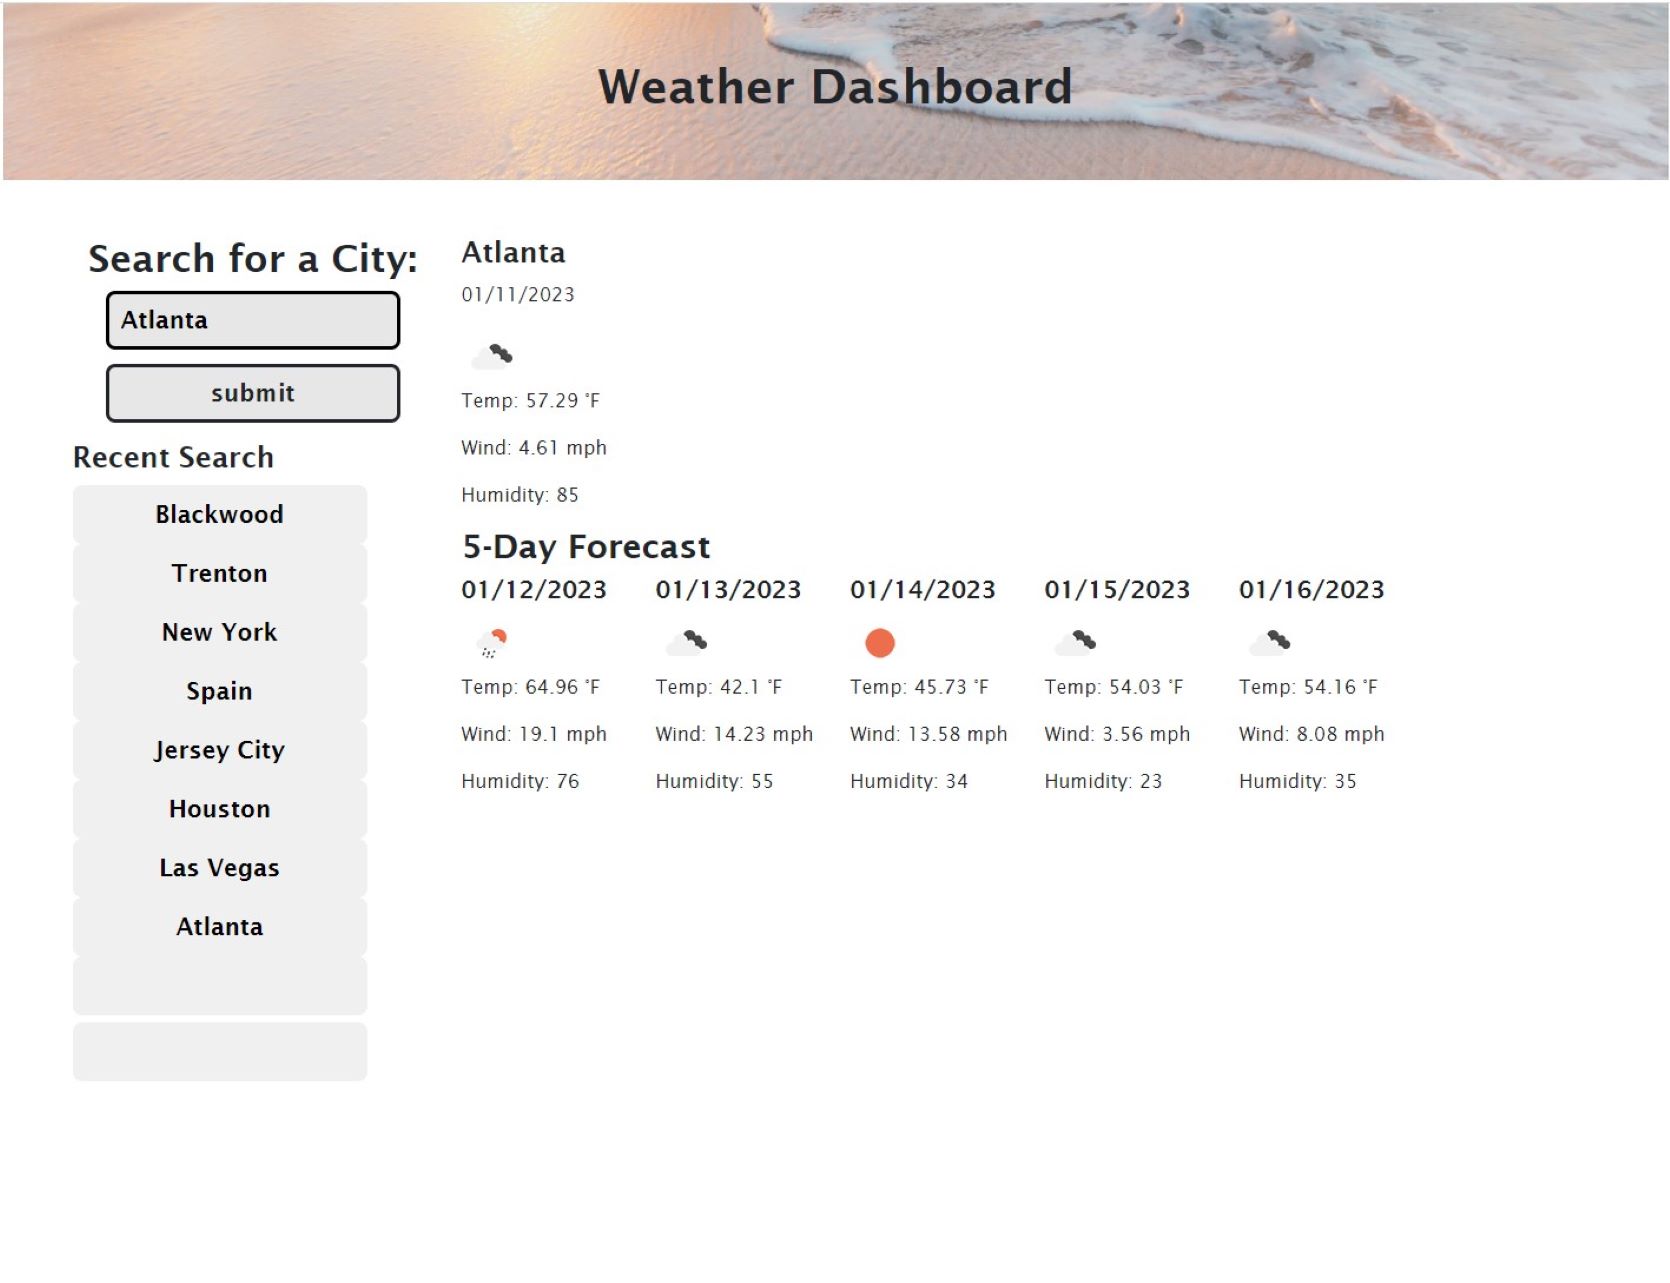 Weather Dashboard
Search for a City:
Atlanta
submit
Recent Search
Blackwood
Trenton
New York
Spain
Jersey City
Houston
Las Vegas
Atlanta
Atlanta
01/11/2023
Temp: 57.29 °F
Wind: 4.61 mph
Humidity: 85
5-Day Forecast
01/12/2023
Temp: 64.96 °F
Wind: 19.1 mph
Humidity: 76
01/13/2023
Temp: 42.1 °F
Wind: 14.23 mph
Humidity: 55
01/14/2023
Temp: 45.73 °F
Wind: 13.58 mph
Humidity: 34
01/15/2023
Temp: 54.03 °F
Wind: 3.56 mph
Humidity: 23
01/16/2023
Temp: 54.16 °F
Wind: 8.08 mph
Humidity: 35